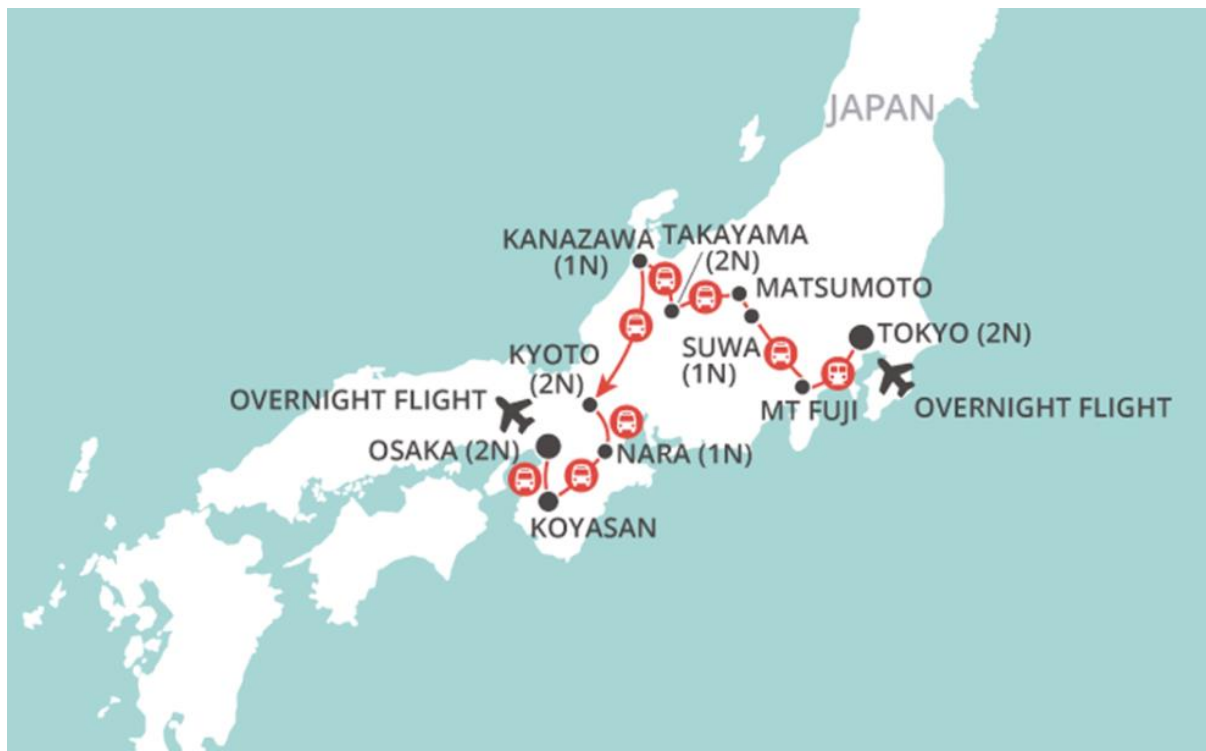 JAPAN
KANAZAWA
(1N)
TAKAYAMA
(2N)
MATSUMOTO
TOKYO (2N)
SUWA
(1N)
KYOTO
(2N)
MT FUJI
OVERNIGHT FLIGHT
OVERNIGHT FLIGHT
OSAKA (2N)
NARA (1N)
KOYASAN